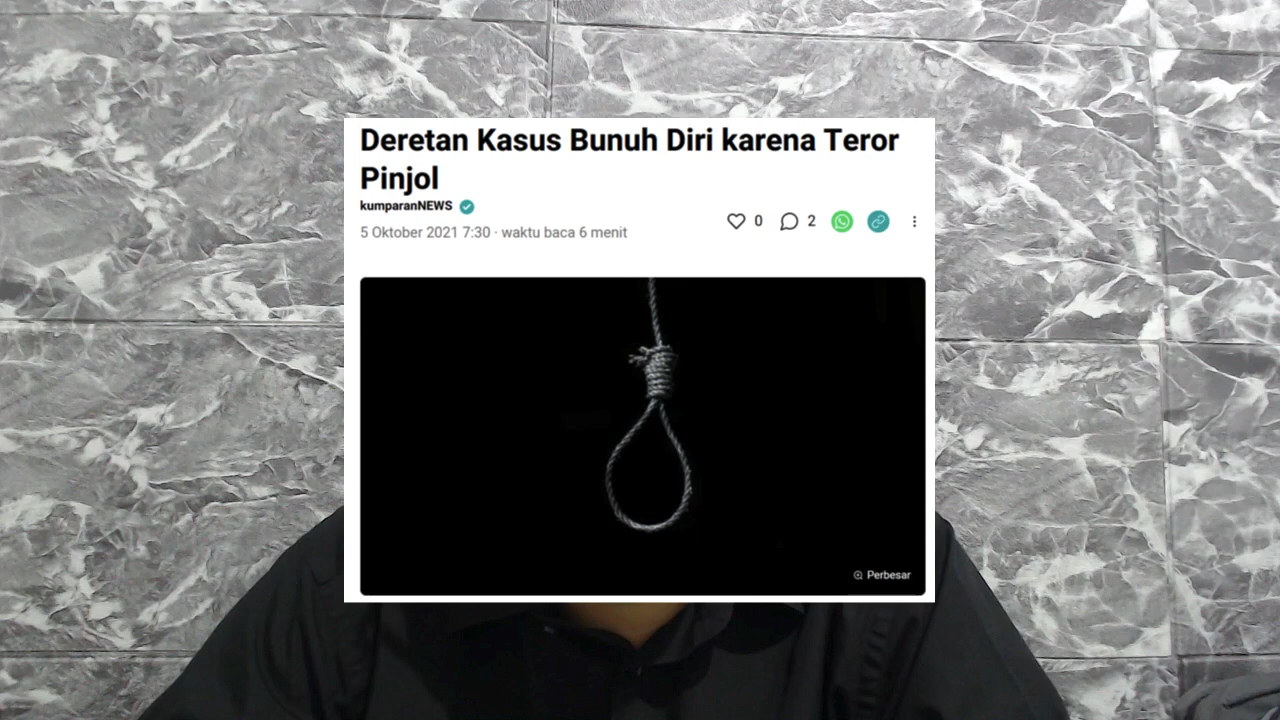 Deretan Kasus Bunuh Diri karena Teror
Pinjol
kumparanNEWS
5 Oktober 2021 7:30 · waktu baca 6 menit
0
2
Perbesar